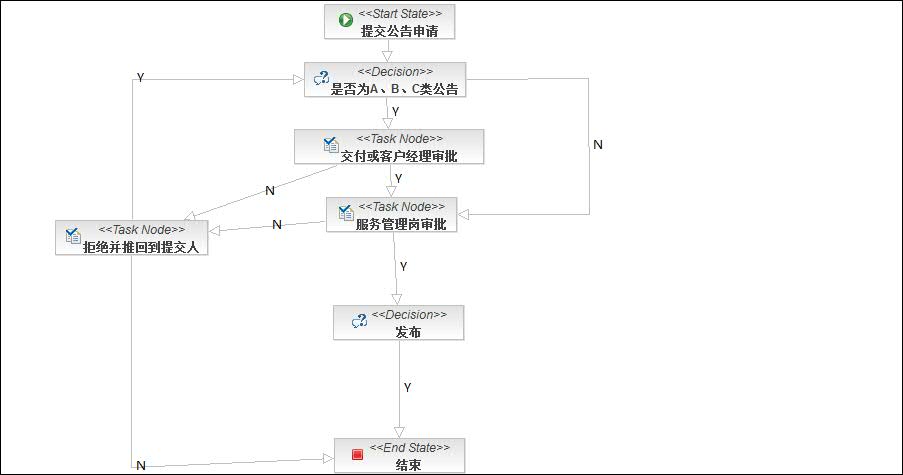 <<Start State>>
提交公告申请
Y
<<Decision>>
是否为A、B、C类公告
Y
N
<<Task Node>>
交付或客户经理审批
N
Y
<<Task Node>>
服务管理岗审批
N
<<Task Node>>
拒绝并推回到提交人
Y
<<Decision>>
发布
Y
<<End State>>
结束
N